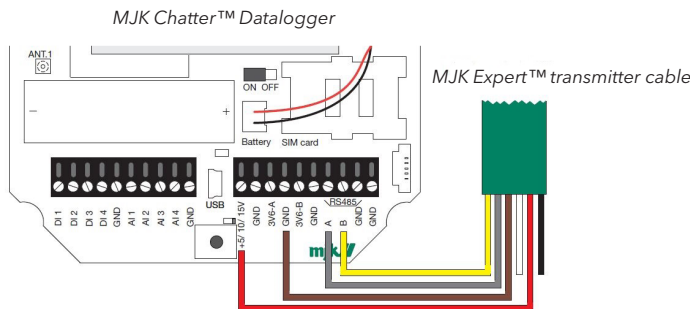 MJK Chatter™ Datalogger
ANT.1
ON OFF
MJK Expert™ transmitter cable
−
+
Battery
SIM card
USB
RS485
DI 1
DI 2
DI 3
DI 4
GND
AI 1
AI 2
AI 3
AI 4
GND
+5/ 10/ 15V
GND
3V6-A
GND
3V6-B
GND
A
B
GND
GND
mjk